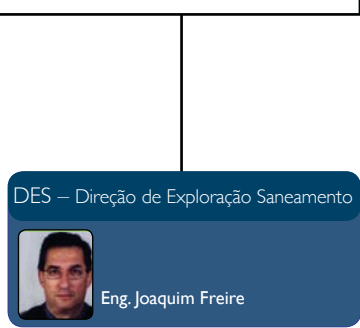 DES – Direção de Exploração Saneamento
Eng. Joaquim Freire